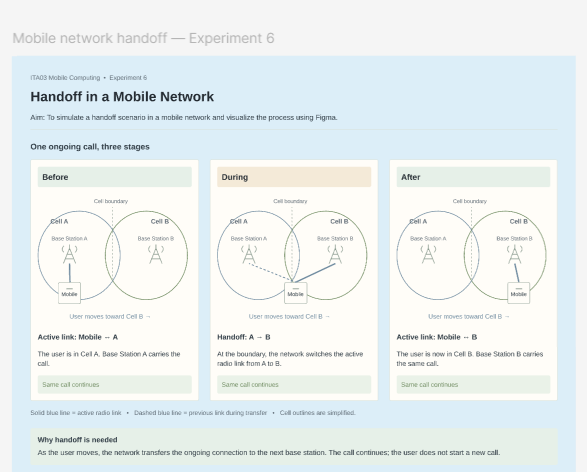 Mobile network handoff — Experiment 6
ITA03 Mobile Computing • Experiment 6
Handoff in a Mobile Network
Aim: To simulate a handoff scenario in a mobile network and visualize the process using Figma.
One ongoing call, three stages
Before
Cell boundary
Cell A
Cell B
Base Station A
Base Station B
Mobile
User moves toward Cell B →
Active link: Mobile ↔ A
The user is in Cell A. Base Station A carries the
call.
Same call continues
During
Cell boundary
Cell A
Cell B
Base Station A
Base Station B
Mobile
User moves toward Cell B →
Handoff: A → B
At the boundary, the network switches the active
radio link from A to B.
Same call continues
After
Cell boundary
Cell A
Cell B
Base Station A
Base Station B
Mobile
User moves toward Cell B →
Active link: Mobile ↔ B
The user is now in Cell B. Base Station B carries
the same call.
Same call continues
Solid blue line = active radio link • Dashed blue line = previous link during transfer • Cell outlines are simplified.
Why handoff is needed
As the user moves, the network transfers the ongoing connection to the next base station. The call continues; the user does not start a new call.